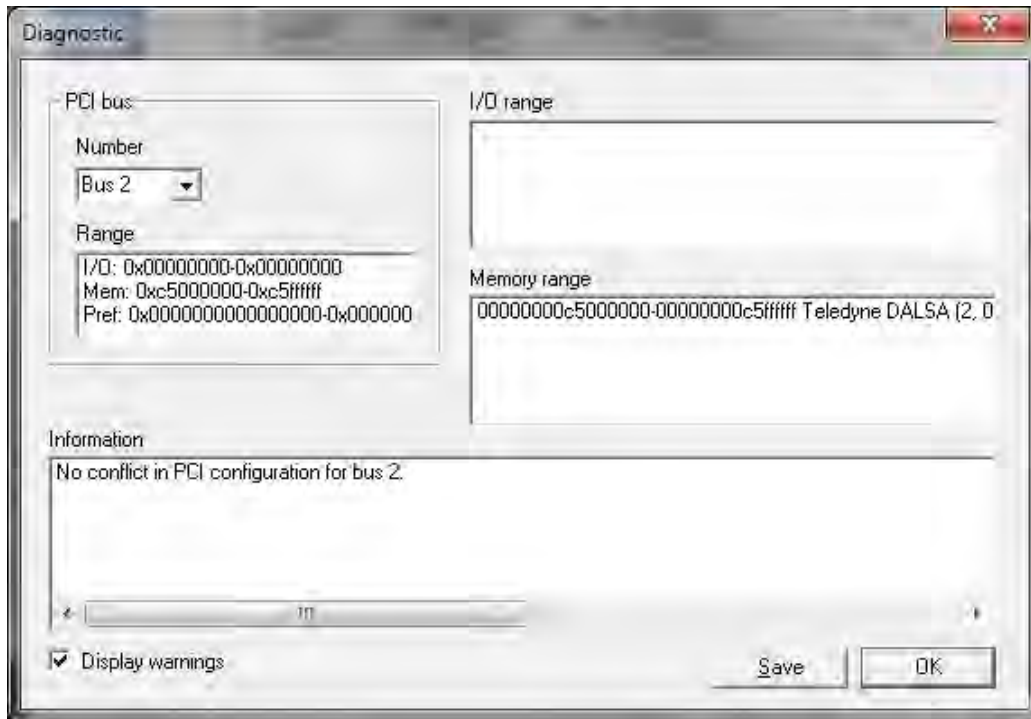 Diagnostic
PCI bus
Number
Bus 2
Range
I/O: 0x00000000-0x00000000
Mem: 0xc5000000-0xc5ffffff
Pref: 0x0000000000000000-0x000000
I/O range
Memory range
00000000c5000000-00000000c5ffffff Teledyne DALSA (2, 0
Information
No conflict in PCI configuration for bus 2.
Display warnings
Save
OK